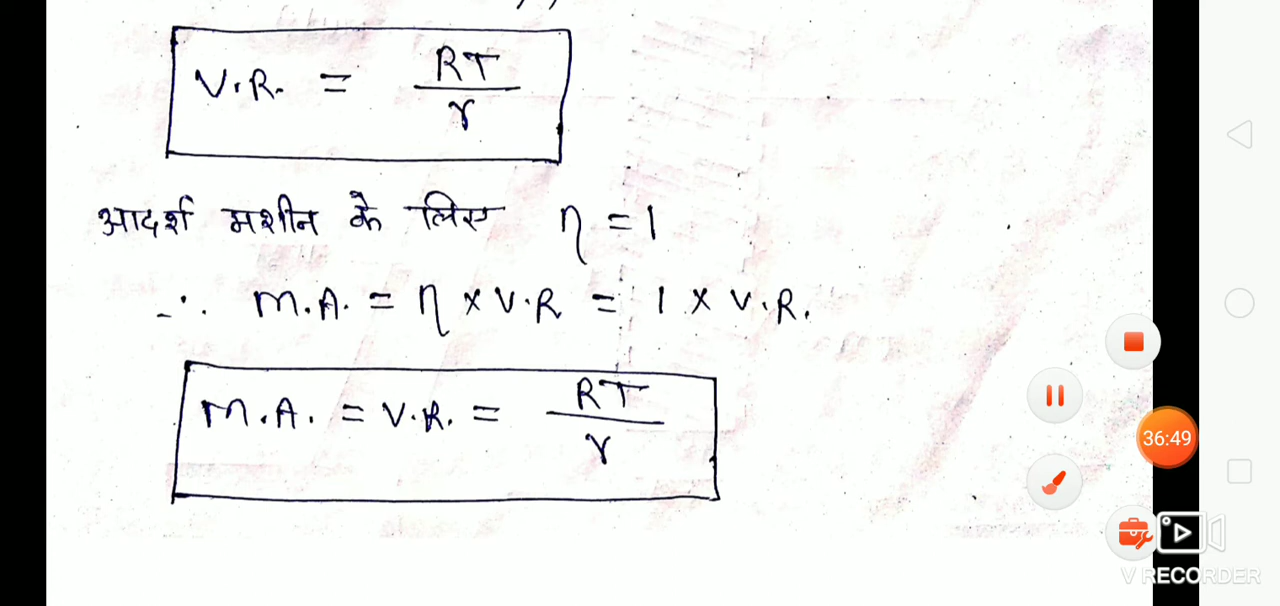 V.R. = RT/r
आदर्श मशीन के लिए η = 1
∴ M.A. = η × V.R = 1 × V.R.
M.A. = V.R. = RT/r
36:49
V RECORDER